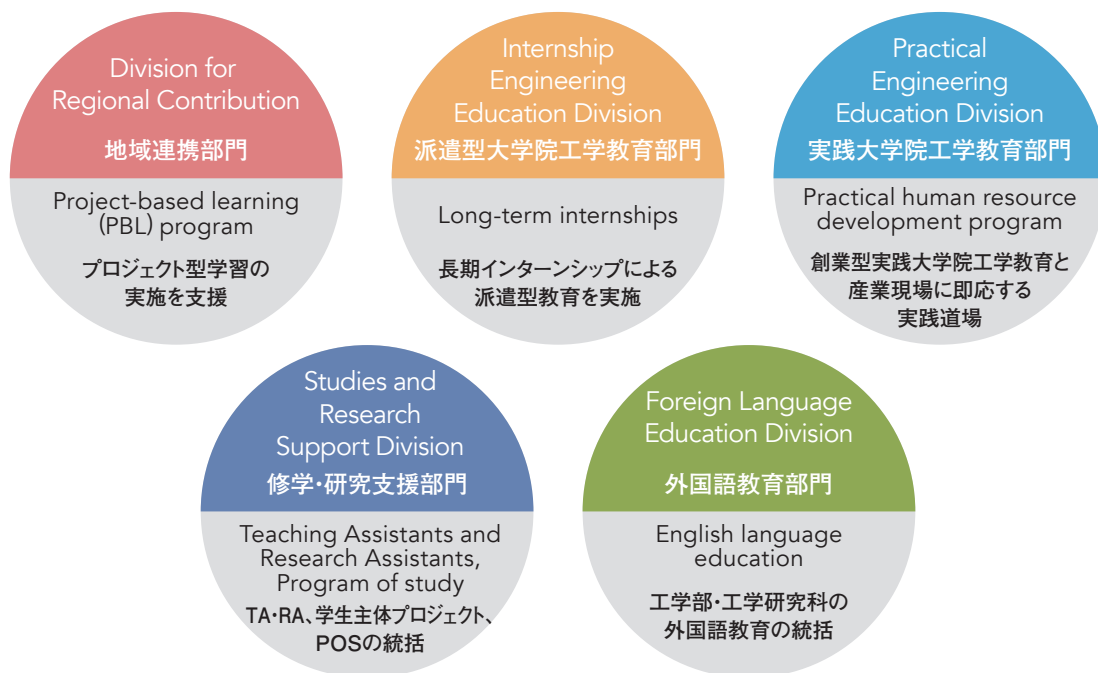 Division for
Regional Contribution
地域連携部門
Project-based learning
(PBL) program
プロジェクト型学習の
実施を支援
Internship
Engineering
Education Division
派遣型大学院工学教育部門
Long-term internships
長期インターンシップによる
派遣型教育を実施
Practical
Engineering
Education Division
実践大学院工学教育部門
Practical human resource
development program
創業型実践大学院工学教育と
産業現場に即応する
実践道場
Studies and
Research
Support Division
修学・研究支援部門
Teaching Assistants and
Research Assistants,
Program of study
TA・RA、学生主体プロジェクト、
POSの統括
Foreign Language
Education Division
外国語教育部門
English language
education
工学部・工学研究科の
外国語教育の統括